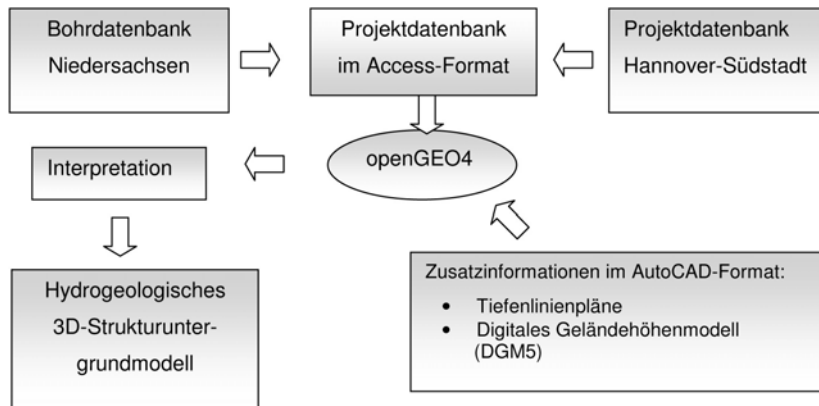 Bohrdatenbank
Niedersachsen
Projektdatenbank
im Access-Format
Projektdatenbank
Hannover-Südstadt
openGEO4
Interpretation
Hydrogeologisches
3D-Strukturunter-
grundmodell
Zusatzinformationen im AutoCAD-Format:
• Tiefenlinienpläne
• Digitales Geländehöhenmodell
(DGM5)